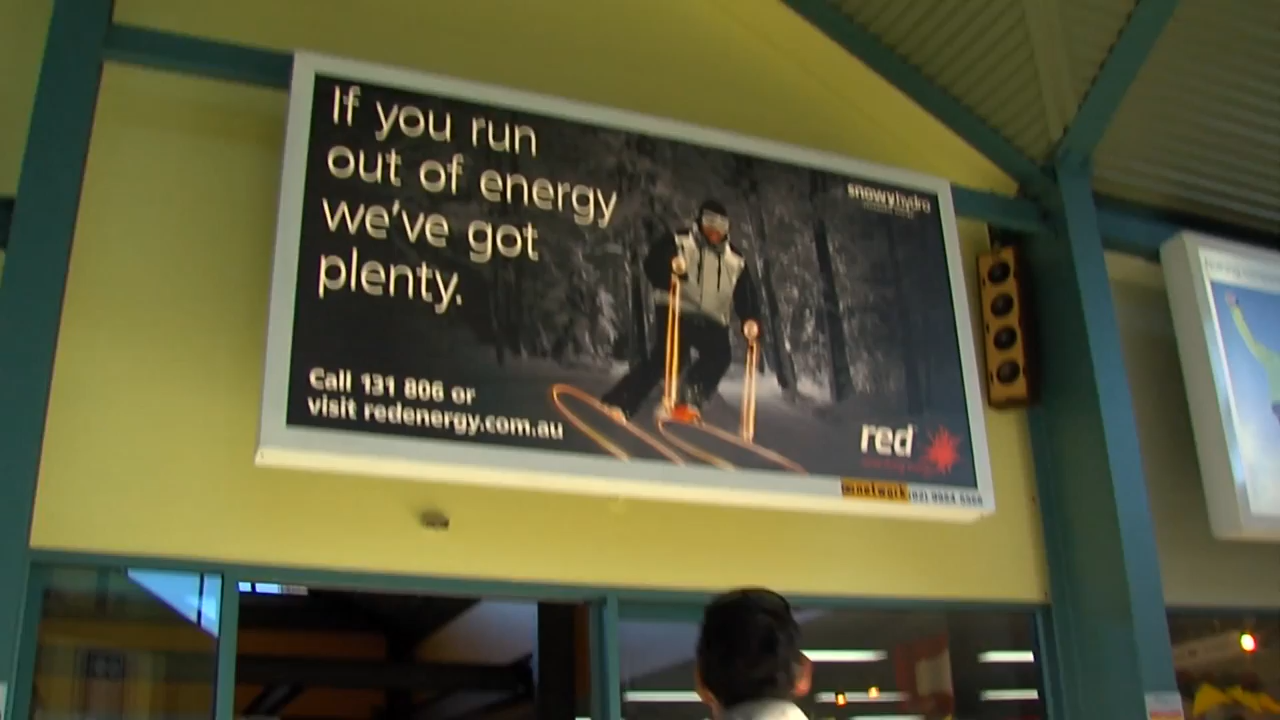 If you run
out of energy
we've got
plenty.
snowyhydro
Call 131 806 or
visit redenergy.com.au
red
network